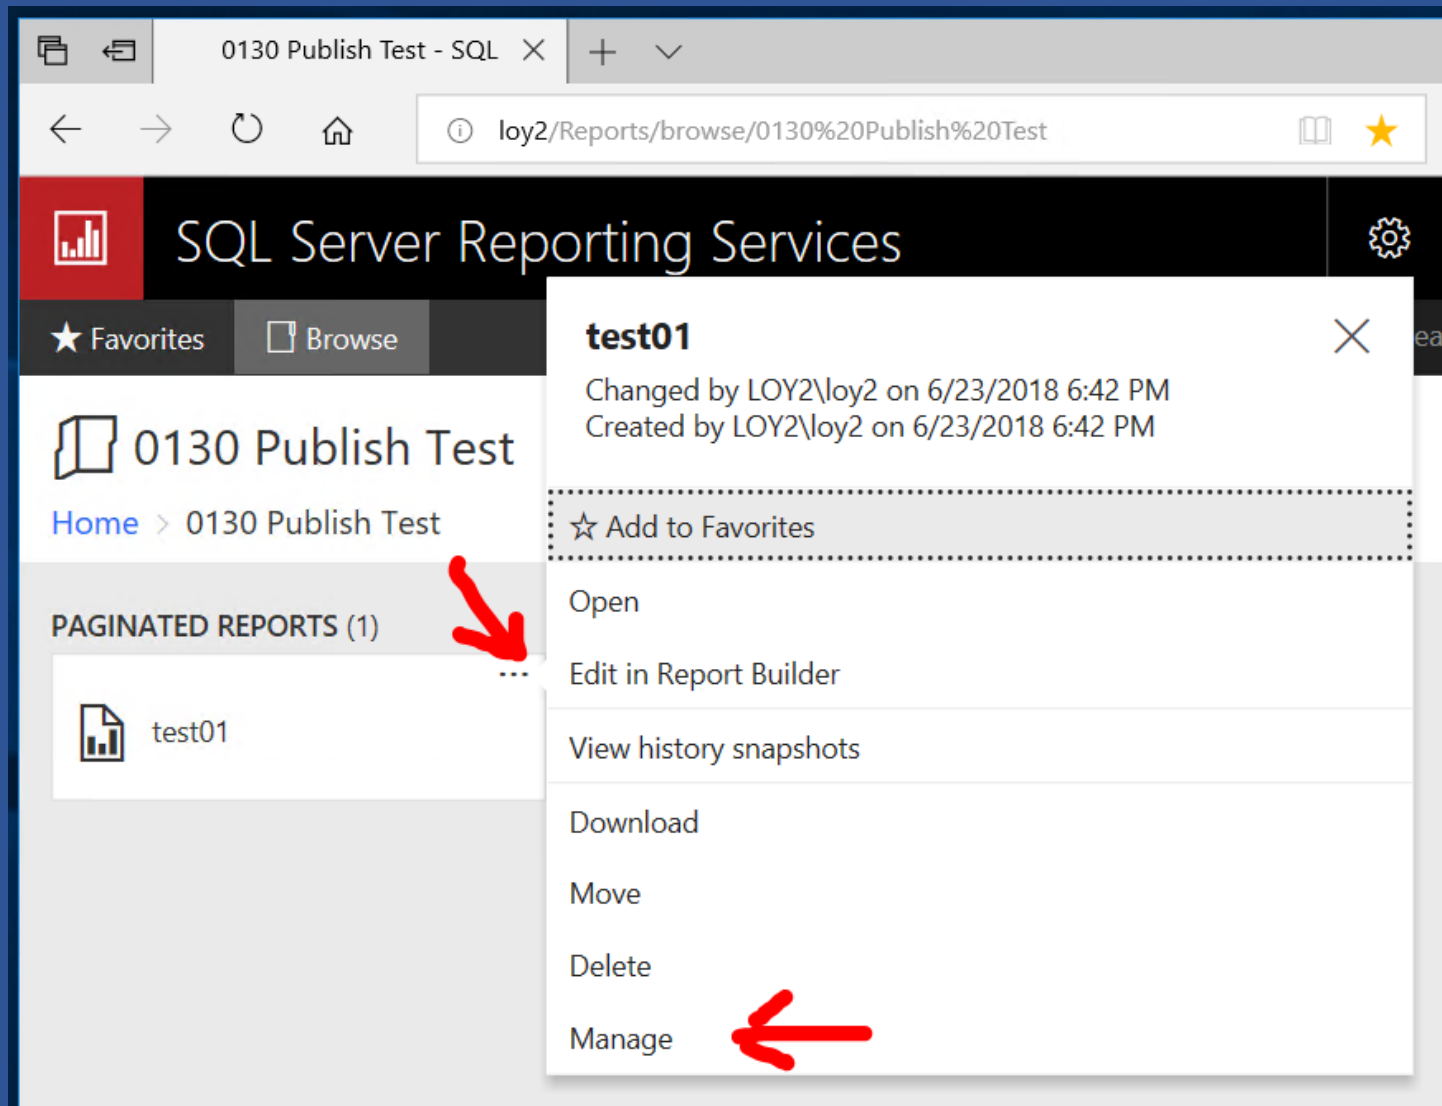 0130 Publish Test - SQL
loy2/Reports/browse/0130%20Publish%20Test
SQL Server Reporting Services
Favorites
Browse
ea
0130 Publish Test
Home > 0130 Publish Test
PAGINATED REPORTS (1)
...
test01
test01
Changed by LOY2\loy2 on 6/23/2018 6:42 PM
Created by LOY2\loy2 on 6/23/2018 6:42 PM
Add to Favorites
Open
Edit in Report Builder
View history snapshots
Download
Move
Delete
Manage